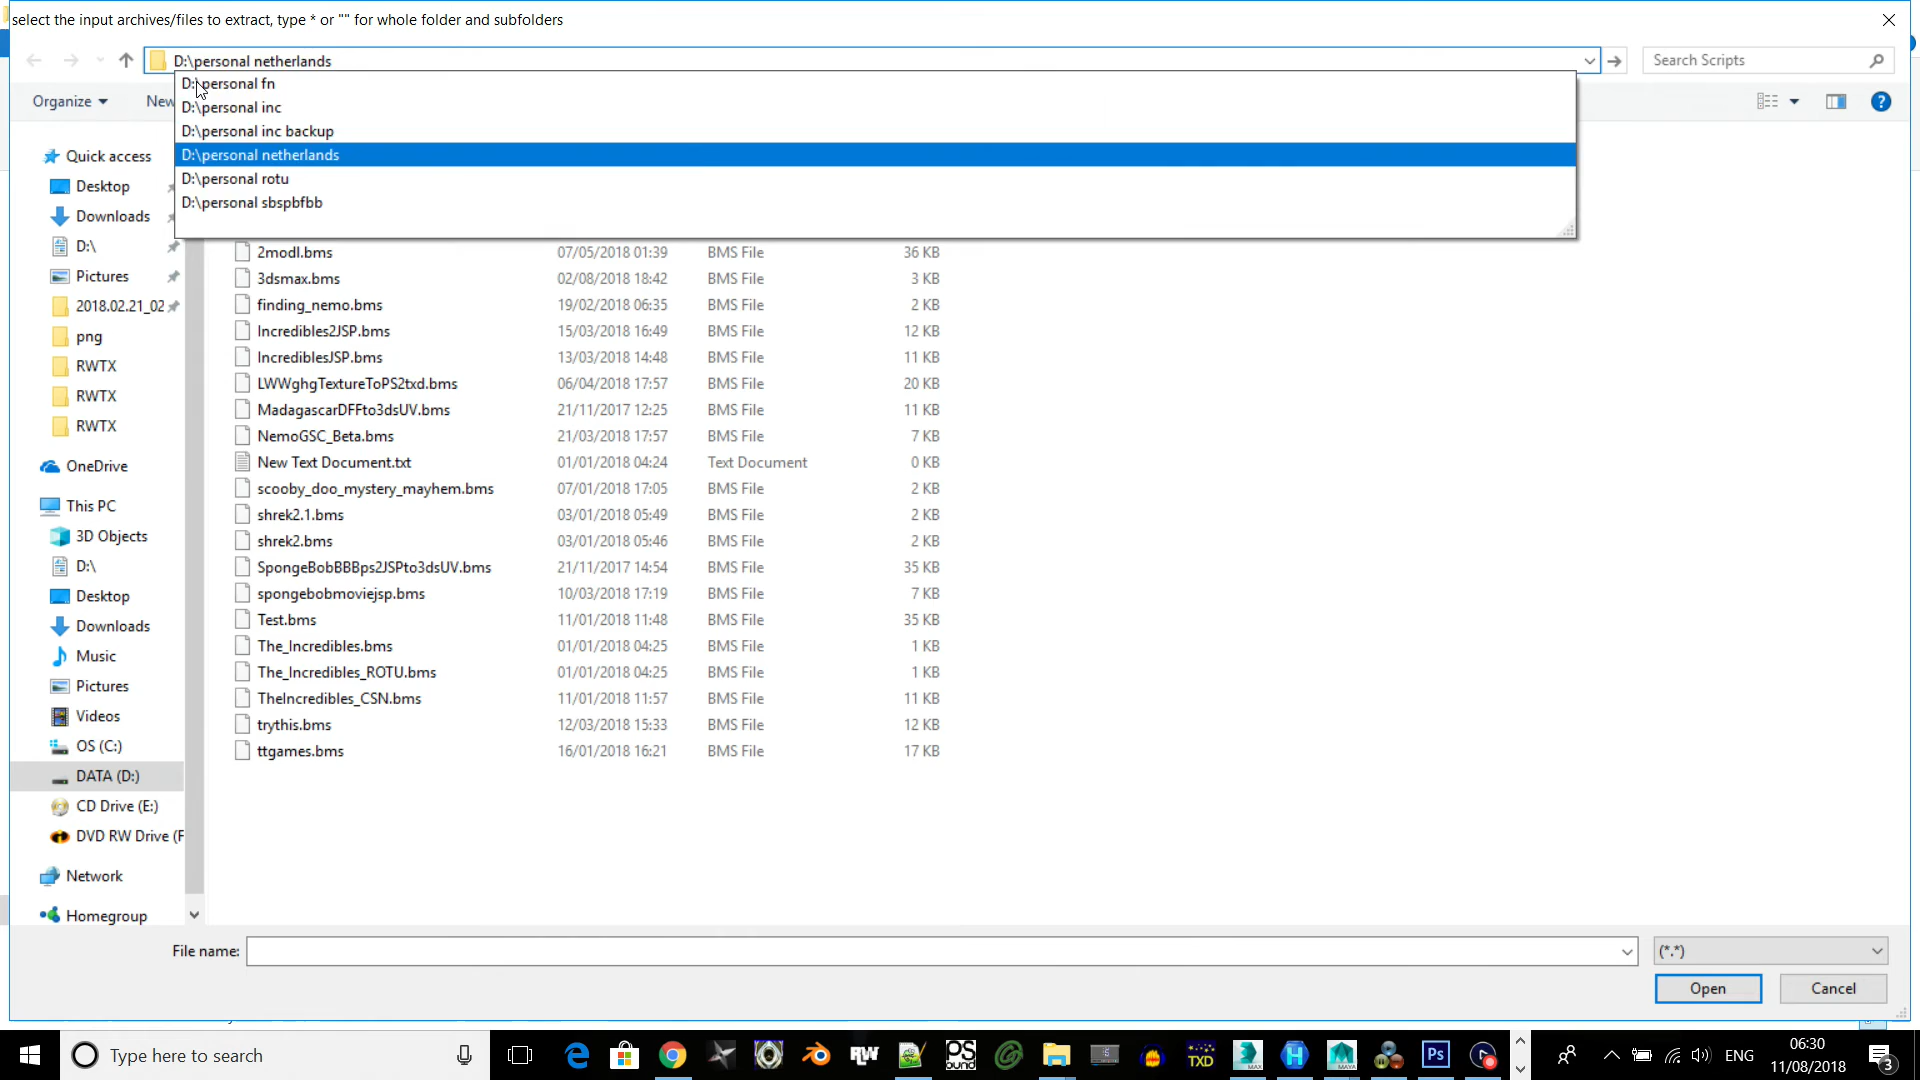 select the input archives/files to extract, type * or "" for whole folder and subfolders
D:\personal netherlands
Search Scripts
D:\personal fn
D:\personal inc
D:\personal inc backup
D:\personal netherlands
D:\personal rotu
D:\personal sbspbfbb
Organize
New
Quick access
Desktop
Downloads
D:\
Pictures
2018.02.21_02
png
RWTX
RWTX
RWTX
OneDrive
This PC
3D Objects
D:\
Desktop
Downloads
Music
Pictures
Videos
OS (C:)
DATA (D:)
CD Drive (E:)
DVD RW Drive (F
Network
Homegroup
2modl.bms 07/05/2018 01:39 BMS File 36 KB
3dsmax.bms 02/08/2018 18:42 BMS File 3 KB
finding_nemo.bms 19/02/2018 06:35 BMS File 2 KB
Incredibles2JSP.bms 15/03/2018 16:49 BMS File 12 KB
IncrediblesJSP.bms 13/03/2018 14:48 BMS File 11 KB
LWWghgTextureToPS2txd.bms 06/04/2018 17:57 BMS File 20 KB
MadagascarDFFto3dsUV.bms 21/11/2017 12:25 BMS File 11 KB
NemoGSC_Beta.bms 21/03/2018 17:57 BMS File 7 KB
New Text Document.txt 01/01/2018 04:24 Text Document 0 KB
scooby_doo_mystery_mayhem.bms 07/01/2018 17:05 BMS File 2 KB
shrek2.1.bms 03/01/2018 05:49 BMS File 2 KB
shrek2.bms 03/01/2018 05:46 BMS File 2 KB
SpongeBobBBBps2JSPto3dsUV.bms 21/11/2017 14:54 BMS File 35 KB
spongebobmoviejsp.bms 10/03/2018 17:19 BMS File 7 KB
Test.bms 11/01/2018 11:48 BMS File 35 KB
The_Incredibles.bms 01/01/2018 04:25 BMS File 1 KB
The_Incredibles_ROTU.bms 01/01/2018 04:25 BMS File 1 KB
TheIncredibles_CSN.bms 11/01/2018 11:57 BMS File 11 KB
trythis.bms 12/03/2018 15:33 BMS File 12 KB
ttgames.bms 16/01/2018 16:21 BMS File 17 KB
File name:
(*.*)
Open
Cancel
Type here to search
RW
PS
TXD
MAX
MAYA
Ps
ENG
06:30
11/08/2018
3